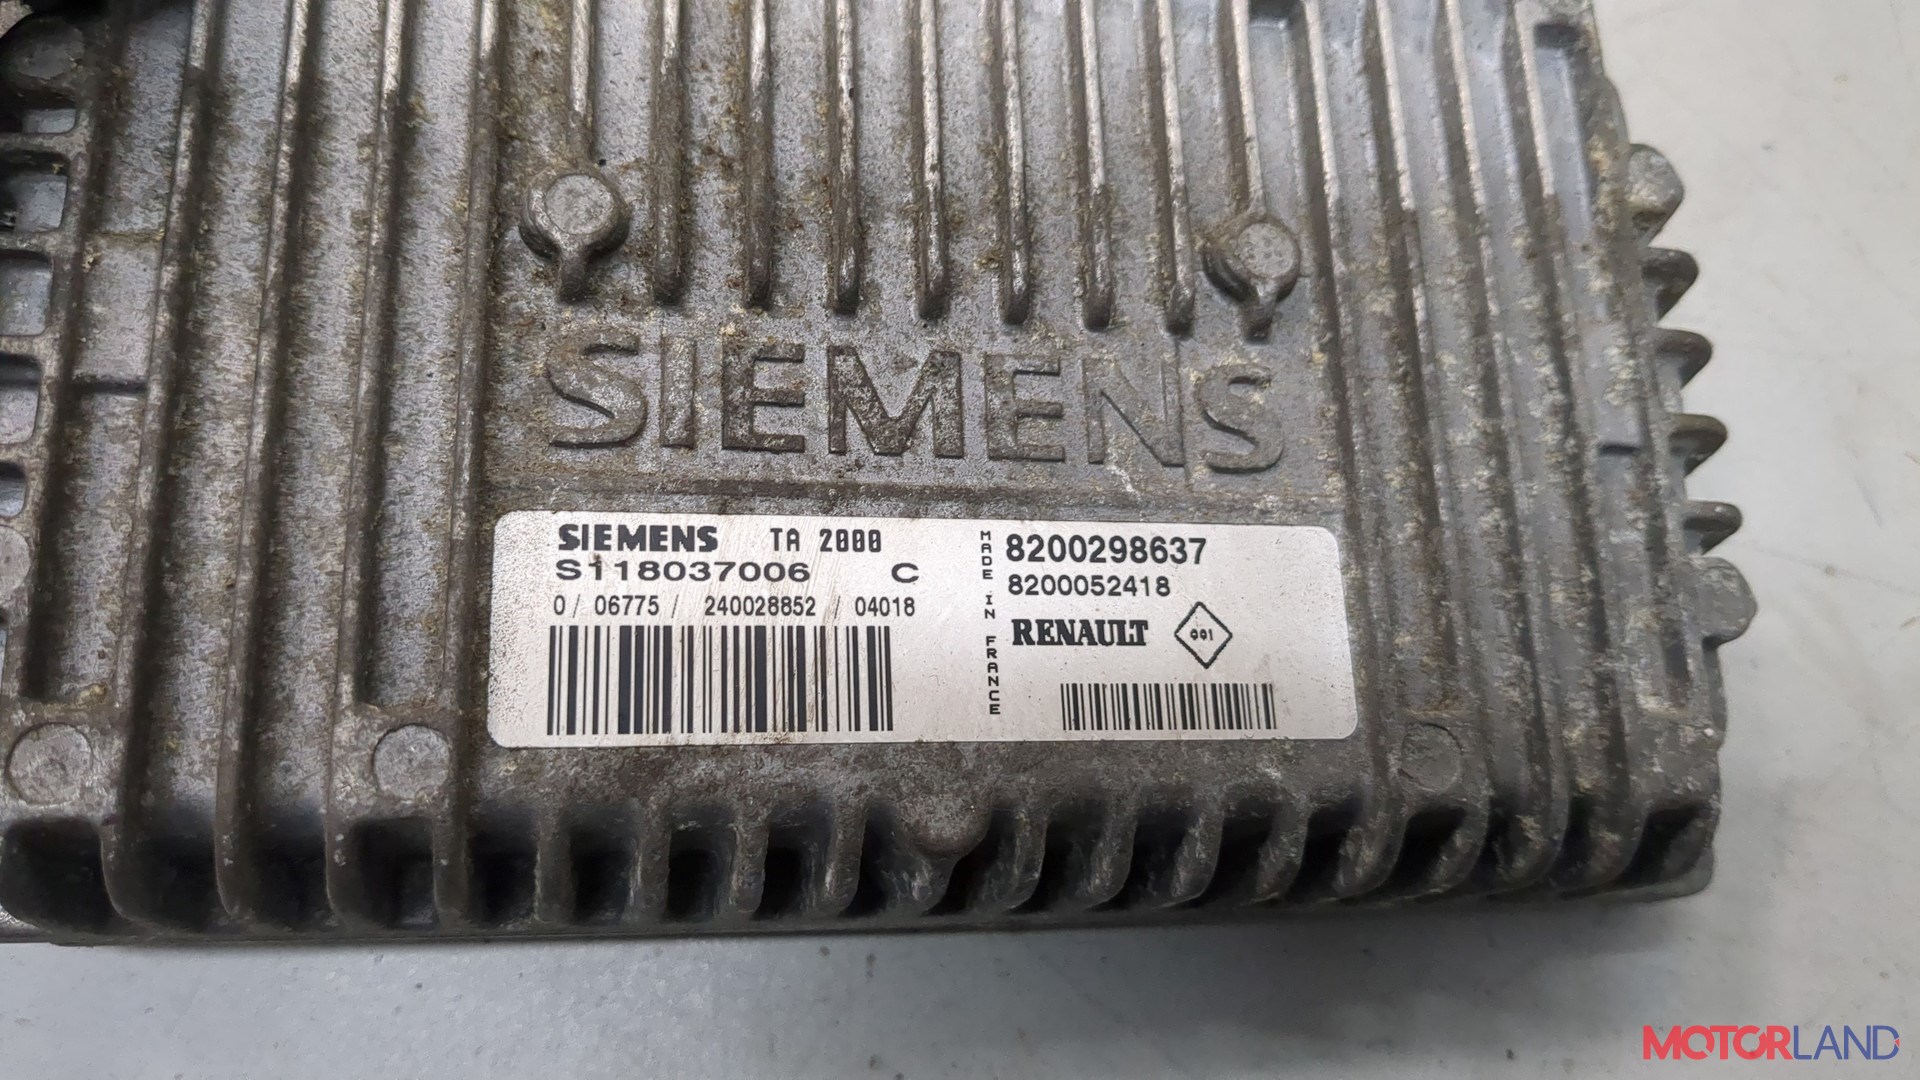 SIEMENS
SIEMENS TA 2000
S118037006 C
0/ 06775 / 240028852 / 04018
MADE IN FRANCE
8200298637
8200052418
RENAULT 001
MOTORLAND